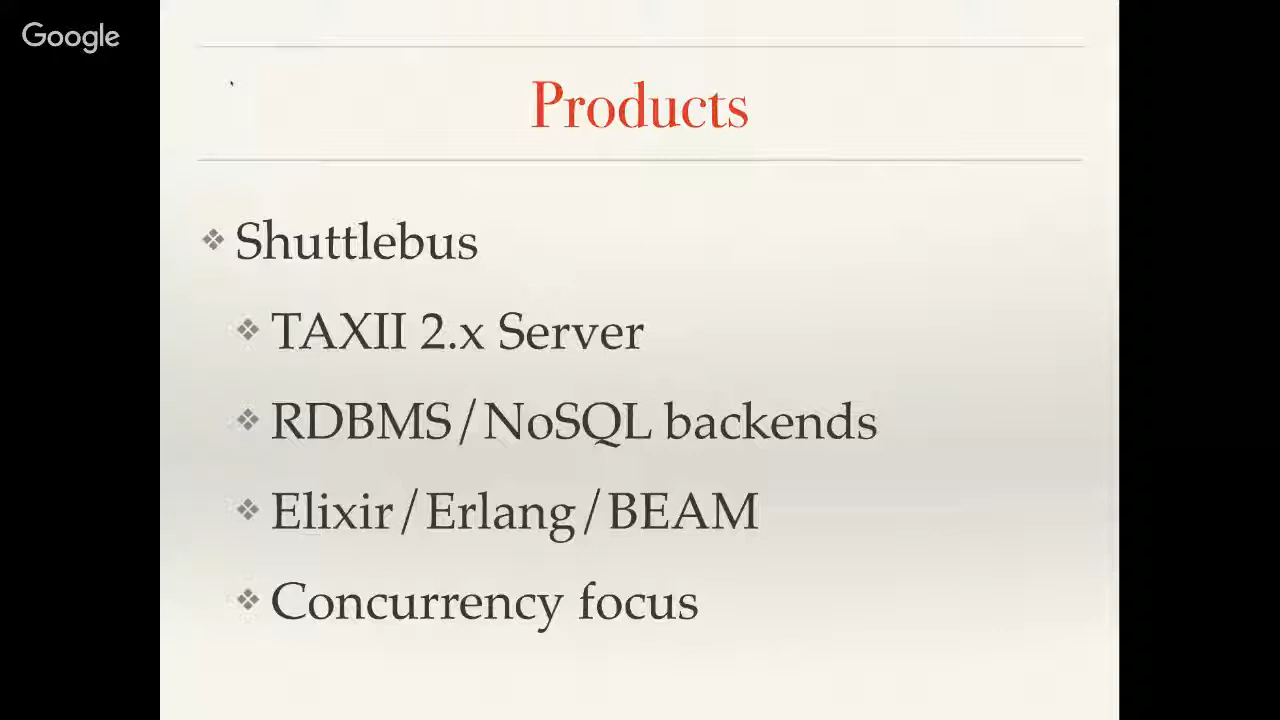 Google
Products
Shuttlebus
TAXII 2.x Server
RDBMS/NoSQL backends
Elixir/Erlang/BEAM
Concurrency focus